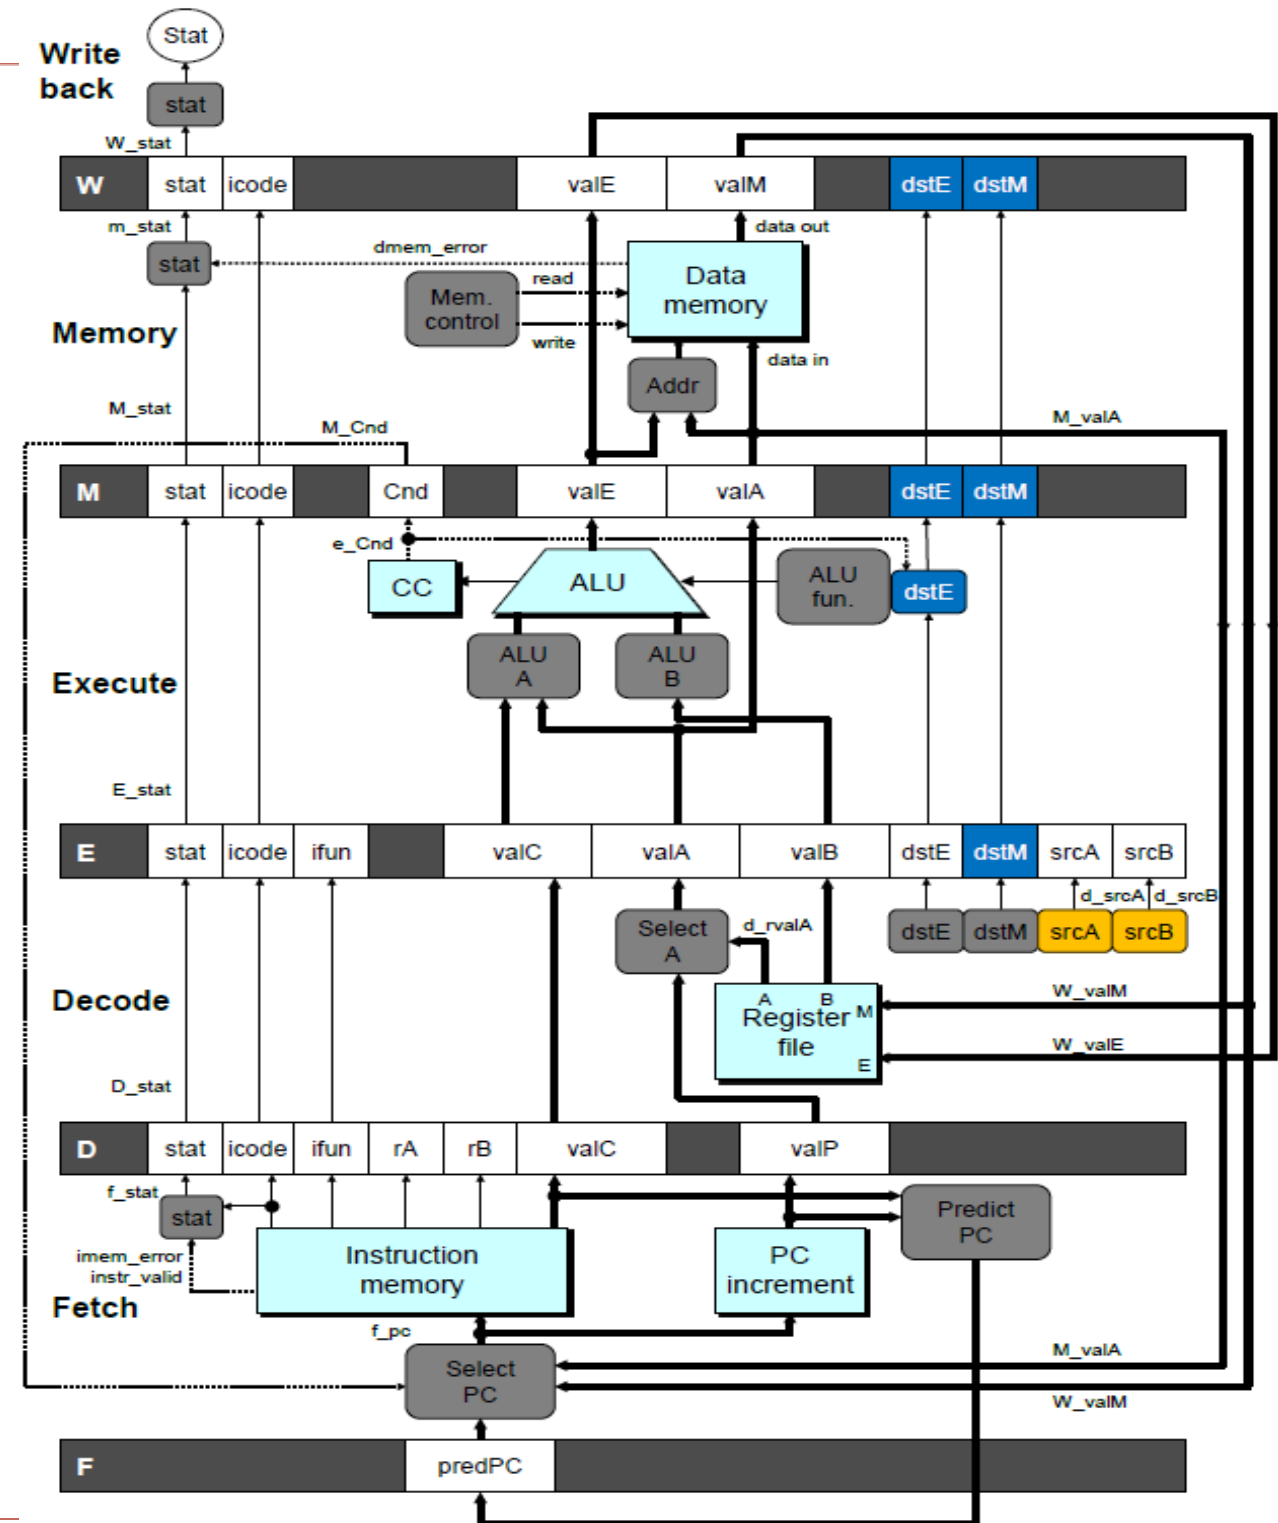 Stat
Write
back
stat
W_stat
W
stat
icode
valE
valM
dstE
dstM
m_stat
data out
dmem_error
stat
read
Mem.
control
write
Data
memory
Memory
data in
Addr
M_stat
M_Cnd
M_valA
M
stat
icode
Cnd
valE
valA
dstE
dstM
e_Cnd
CC
ALU
ALU
fun.
dstE
ALU
A
ALU
B
Execute
E_stat
E
stat
icode
ifun
valC
valA
valB
dstE
dstM
srcA
srcB
d_srcA
d_srcB
Select
A
d_rvalA
dstE
dstM
srcA
srcB
Decode
A
B
M
Register
file
E
W_valM
W_valE
D_stat
D
stat
icode
ifun
rA
rB
valC
valP
f_stat
stat
Predict
PC
imem_error
instr_valid
Instruction
memory
PC
increment
Fetch
f_pc
Select
PC
M_valA
W_valM
F
predPC